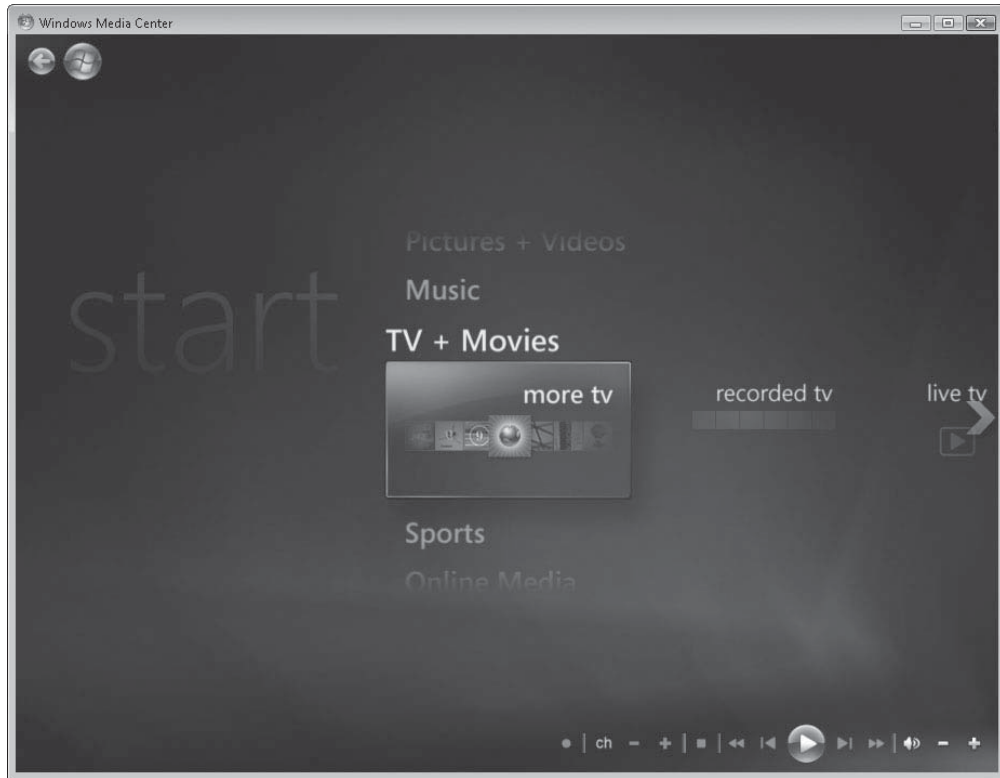 Windows Media Center
start
Pictures + Videos
Music
TV + Movies
more tv
recorded tv
live tv
Sports
Online Media
ch